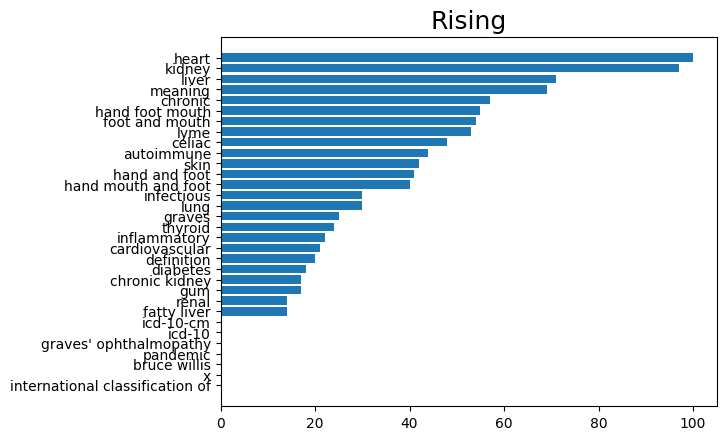 Rising
heart
kidney
liver
meaning
chronic
hand foot mouth
foot and mouth
lyme
celiac
autoimmune
skin
hand and foot
hand mouth and foot
infectious
lung
graves
thyroid
inflammatory
cardiovascular
definition
diabetes
chronic kidney
gum
renal
fatty liver
icd-10-cm
icd-10
graves' ophthalmopathy
pandemic
bruce willis
x
international classification of
0 20 40 60 80 100